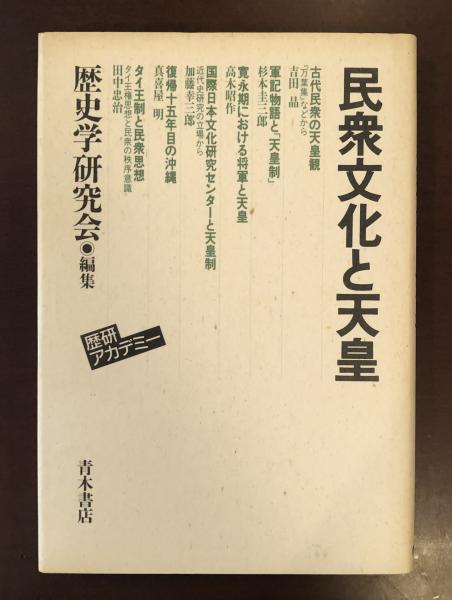 民衆文化と天皇
古代民衆の天皇観
『万葉集』などから
吉田 晶
軍記物語と「天皇制」
杉本圭三郎
寛永期における将軍と天皇
高木昭作
国際日本文化研究センターと天皇制
近代史研究の立場から
加藤幸三郎
復帰十五年目の沖縄
真喜屋 明
タイ王制と民衆思想
タイ王権思想と民衆の秩序意識
田中忠治
歴史学研究会●編集
歴研
アカデミー
青木書店